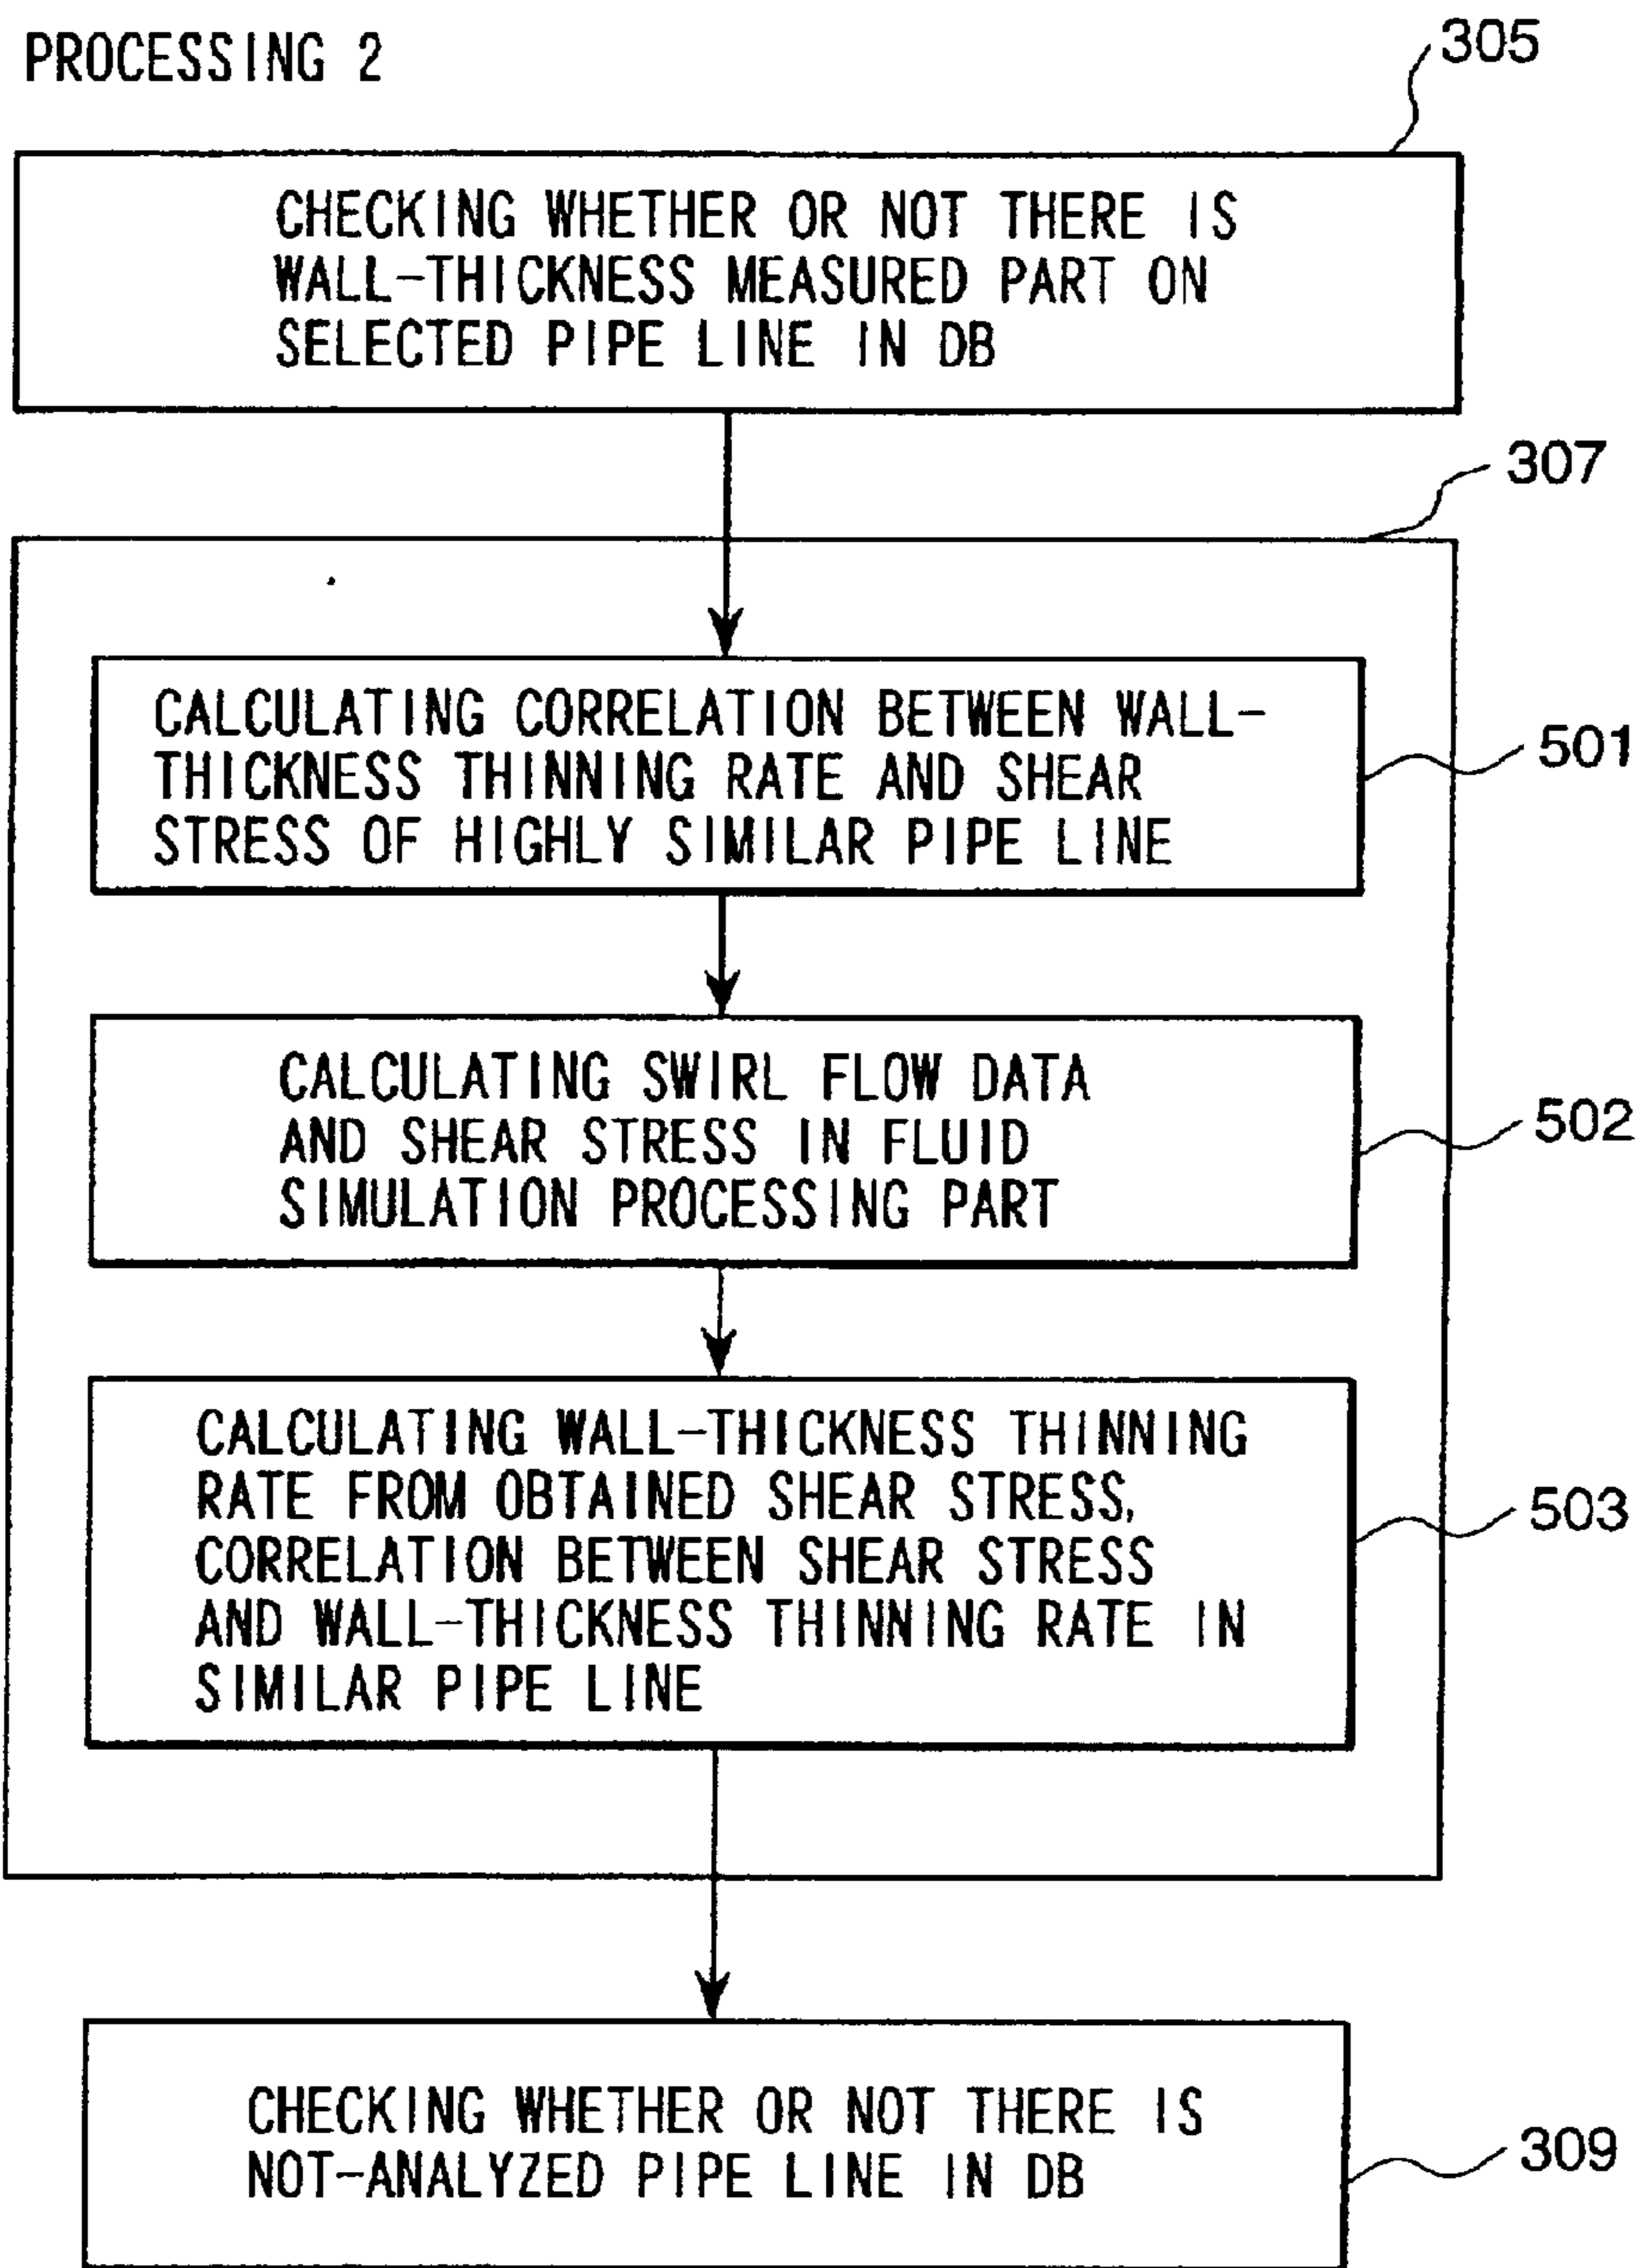 PROCESSING 2
305
CHECKING WHETHER OR NOT THERE IS
WALL-THICKNESS MEASURED PART ON
SELECTED PIPE LINE IN DB
307
CALCULATING CORRELATION BETWEEN WALL-
THICKNESS THINNING RATE AND SHEAR
STRESS OF HIGHLY SIMILAR PIPE LINE
501
CALCULATING SWIRL FLOW DATA
AND SHEAR STRESS IN FLUID
SIMULATION PROCESSING PART
502
CALCULATING WALL-THICKNESS THINNING
RATE FROM OBTAINED SHEAR STRESS,
CORRELATION BETWEEN SHEAR STRESS
AND WALL-THICKNESS THINNING RATE IN
SIMILAR PIPE LINE
503
CHECKING WHETHER OR NOT THERE IS
NOT-ANALYZED PIPE LINE IN DB
309